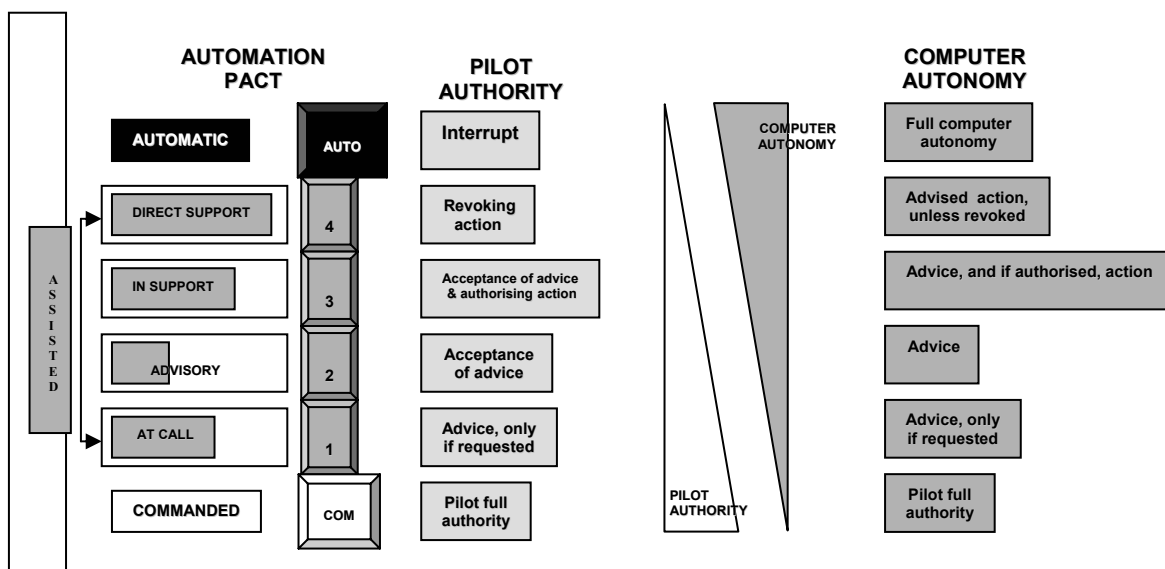 AUTOMATION
PACT
PILOT
AUTHORITY
COMPUTER
AUTONOMY
AUTOMATIC
AUTO
Interrupt
COMPUTER
AUTONOMY
Full computer
autonomy
DIRECT SUPPORT
4
Revoking
action
Advised action,
unless revoked
ASSISTED
IN SUPPORT
3
Acceptance of advice
& authorising action
Advice, and if authorised, action
ADVISORY
2
Acceptance
of advice
Advice
AT CALL
1
Advice, only
if requested
Advice, only
if requested
COMMANDED
COM
Pilot full
authority
PILOT
AUTHORITY
Pilot full
authority